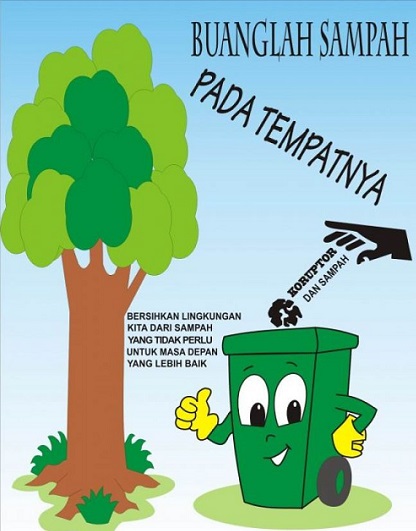 BUANGLAH SAMPAH
PADA TEMPATNYA
KORUPTOR
DAN SAMPAH
BERSIHKAN LINGKUNGAN
KITA DARI SAMPAH
YANG TIDAK PERLU
UNTUK MASA DEPAN
YANG LEBIH BAIK